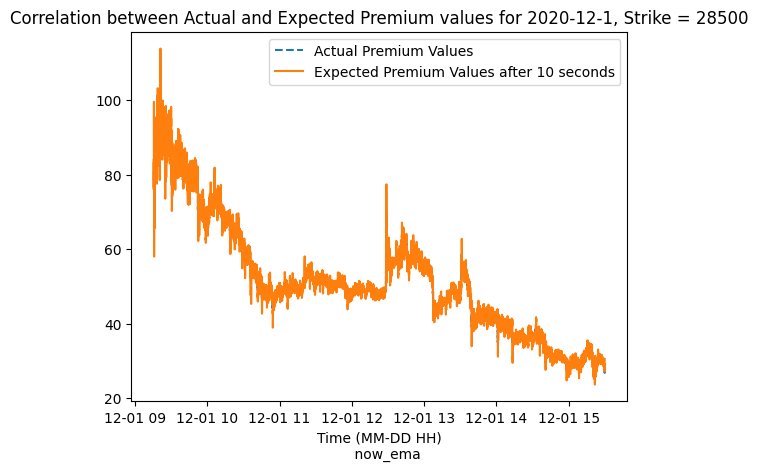 Correlation between Actual and Expected Premium values for 2020-12-1, Strike = 28500
Actual Premium Values
Expected Premium Values after 10 seconds
100
80
60
40
20
12-01 09 12-01 10 12-01 11 12-01 12 12-01 13 12-01 14 12-01 15
Time (MM-DD HH)
now_ema